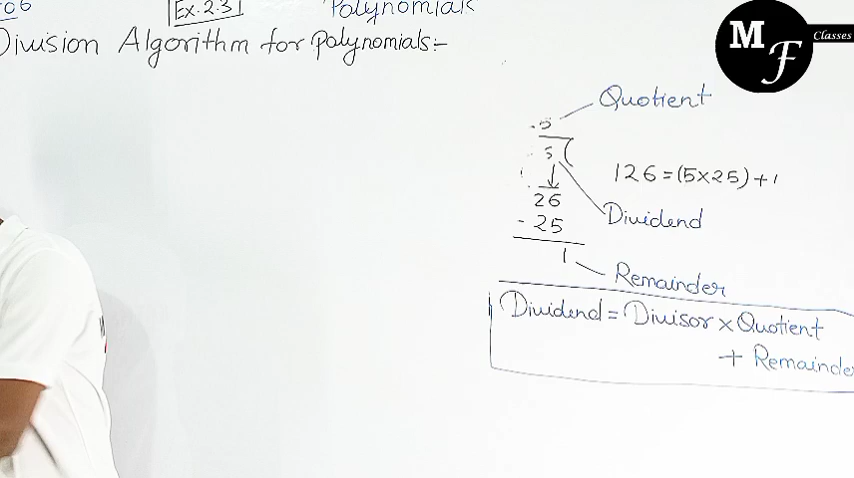 06 Ex. 2.3 Polynomials
Division Algorithm for Polynomials:-
M F Classes
Quotient
5
5
126 = (5×25) + 1
26
Dividend
- 25
1
Remainder
Dividend = Divisor × Quotient
+ Remainder